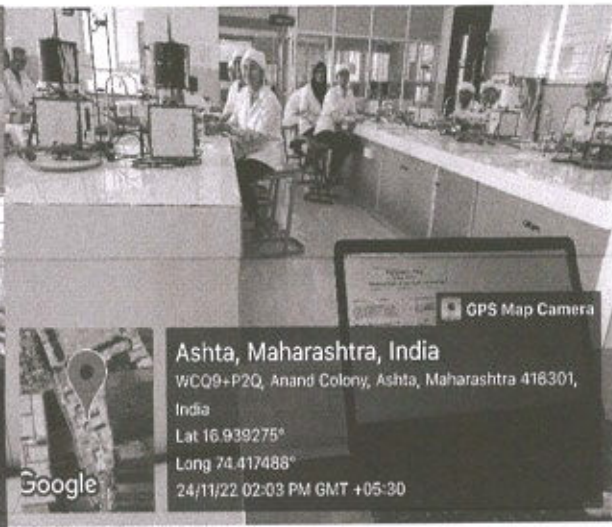 GPS Map Camera
Ashta, Maharashtra, India
WCQ9+P2Q, Anand Colony, Ashta, Maharashtra 416301,
India
Lat 16.939275°
Long 74.417488°
24/11/22 02:03 PM GMT +05:30
Google